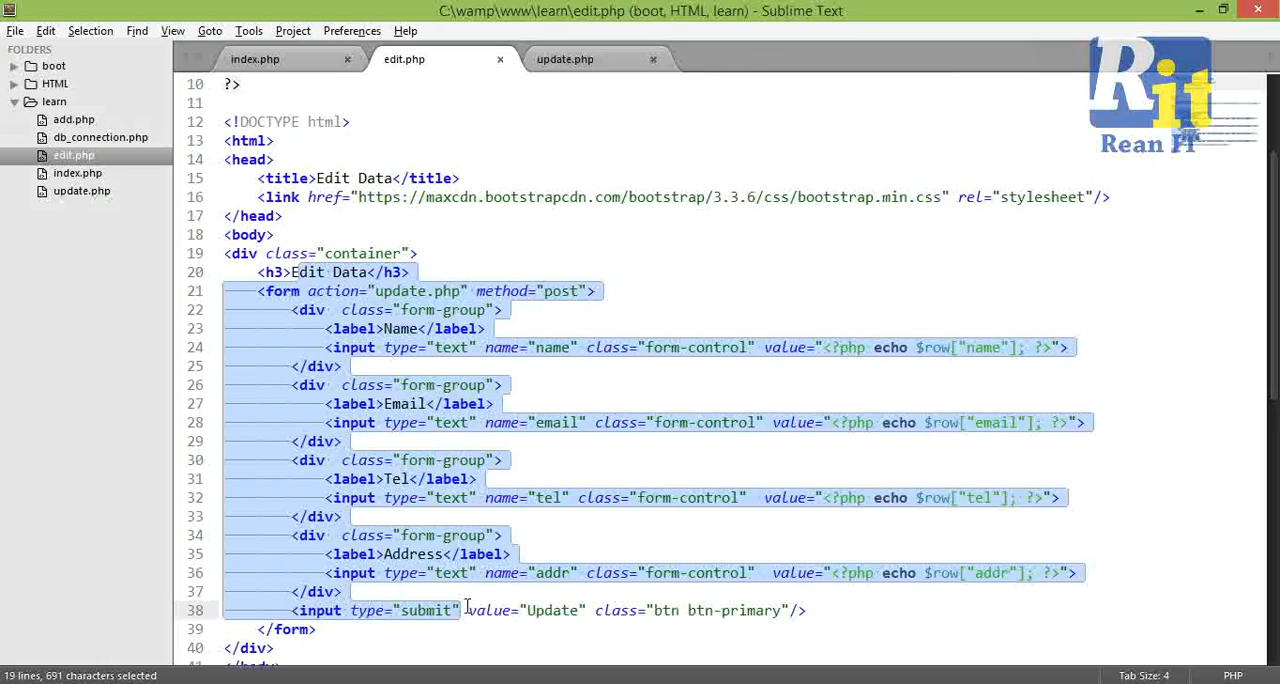 C:\wamp\www\learn\edit.php (boot, HTML, learn) - Sublime Text
File Edit Selection Find View Goto Tools Project Preferences Help
FOLDERS
boot
HTML
learn
add.php
db_connection.php
edit.php
index.php
update.php
index.php edit.php update.php
Rit
Rean IT
10 ?>
11
12 <!DOCTYPE html>
13 <html>
14 <head>
15 <title>Edit Data</title>
16 <link href="https://maxcdn.bootstrapcdn.com/bootstrap/3.3.6/css/bootstrap.min.css" rel="stylesheet"/>
17 </head>
18 <body>
19 <div class="container">
20 <h3>Edit Data</h3>
21 <form action="update.php" method="post">
22 <div  class="form-group">
23 <label>Name</label>
24 <input type="text" name="name" class="form-control"  value="<?php echo $row["name"]; ?>">
25 </div>
26 <div  class="form-group">
27 <label>Email</label>
28 <input type="text" name="email" class="form-control"  value="<?php echo $row["email"]; ?>">
29 </div>
30 <div  class="form-group">
31 <label>Tel</label>
32 <input type="text" name="tel" class="form-control"  value="<?php echo $row["tel"]; ?>">
33 </div>
34 <div  class="form-group">
35 <label>Address</label>
36 <input type="text" name="addr" class="form-control"  value="<?php echo $row["addr"]; ?>">
37 </div>
38 <input type="submit" value="Update" class="btn btn-primary"/>
39 </form>
40 </div>
41 </body>
19 lines, 691 characters selected
Tab Size: 4
PHP